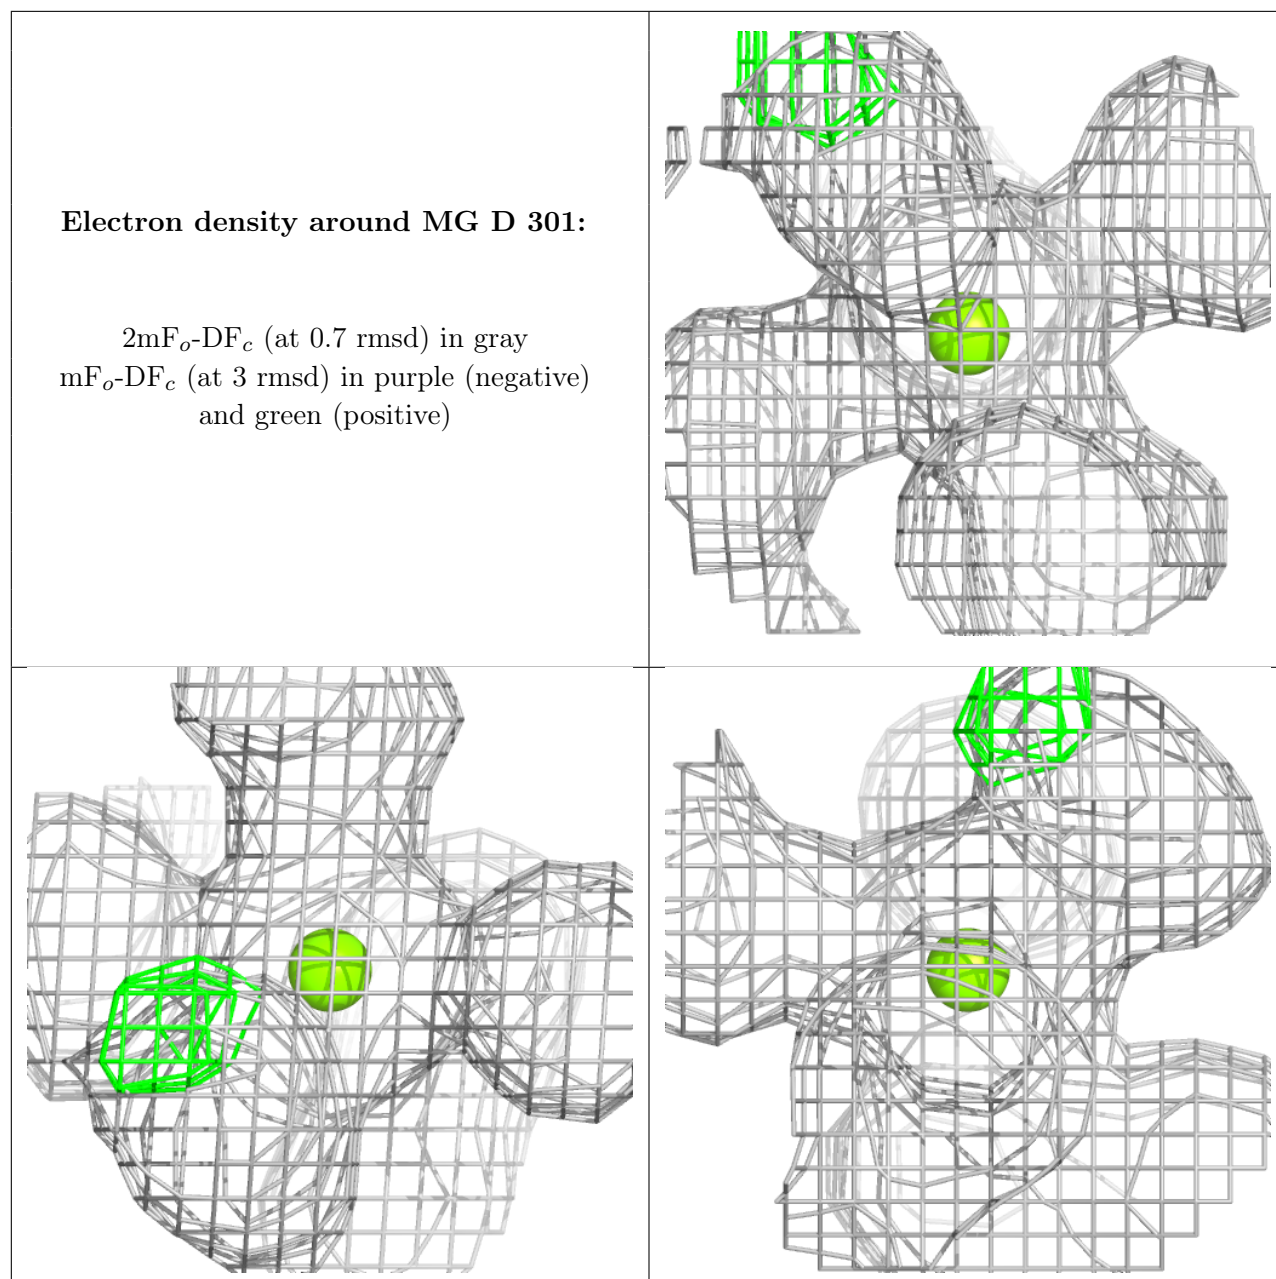 Electron density around MG D 301:
2mFo-DFc (at 0.7 rmsd) in gray
mFo-DFc (at 3 rmsd) in purple (negative)
and green (positive)